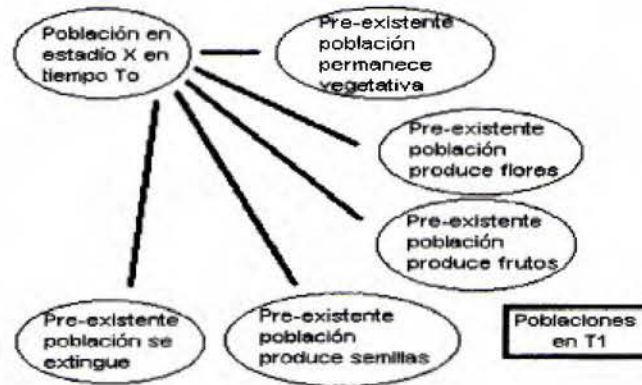 Población en
estadío X en
tiempo To
Pre-existente
población
permanece
vegetativa
Pre-existente
población
produce flores
Pre-existente
población
produce frutos
Pre-existente
población se
extingue
Pre-existente
población
produce semillas
Poblaciones
en T1